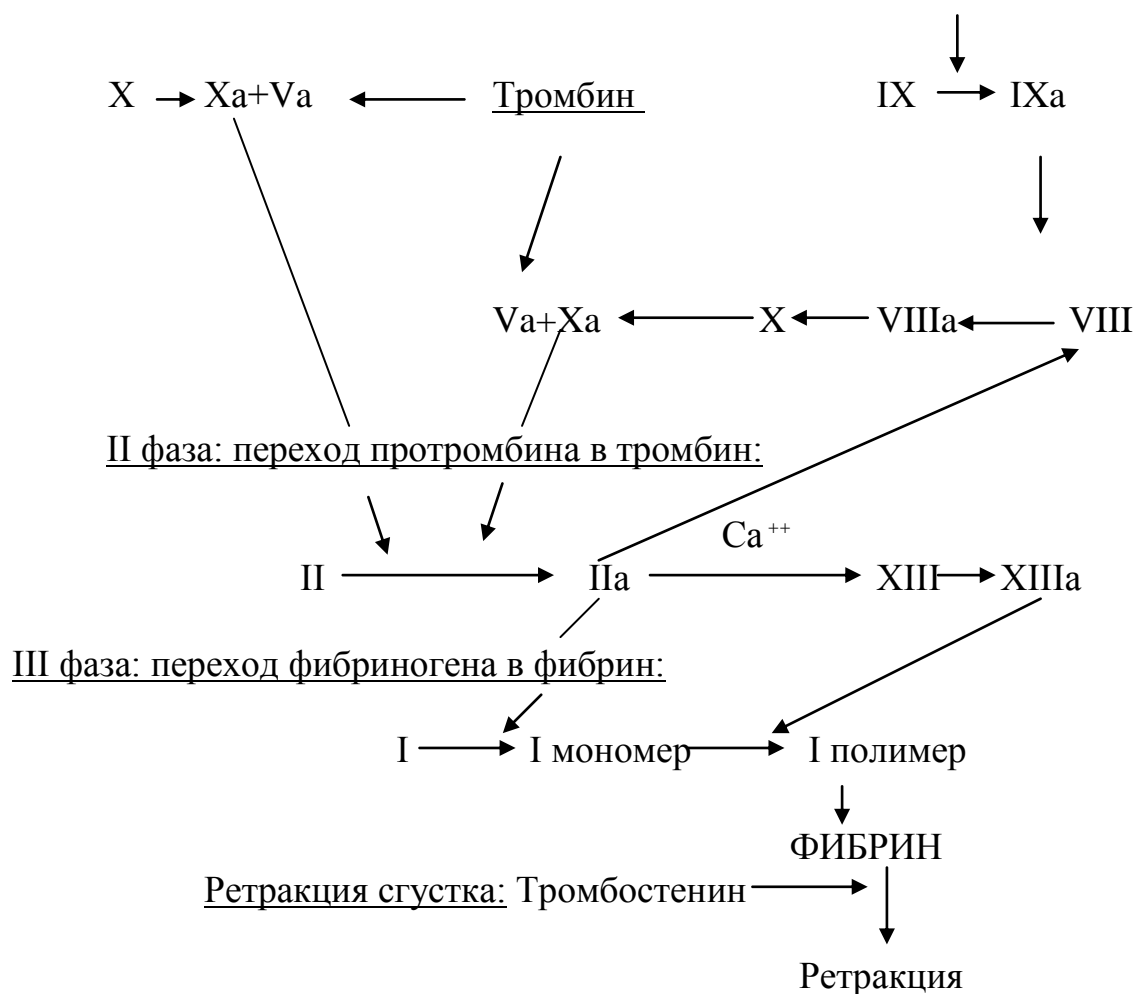 X Xa+Va Тромбин IX IXa
Va+Xa X VIIIa VIII
II фаза: переход протромбина в тромбин:
Ca ++
II IIa XIII XIIIa
III фаза: переход фибриногена в фибрин:
I I мономер I полимер
ФИБРИН
Ретракция сгустка: Тромбостенин
Ретракция